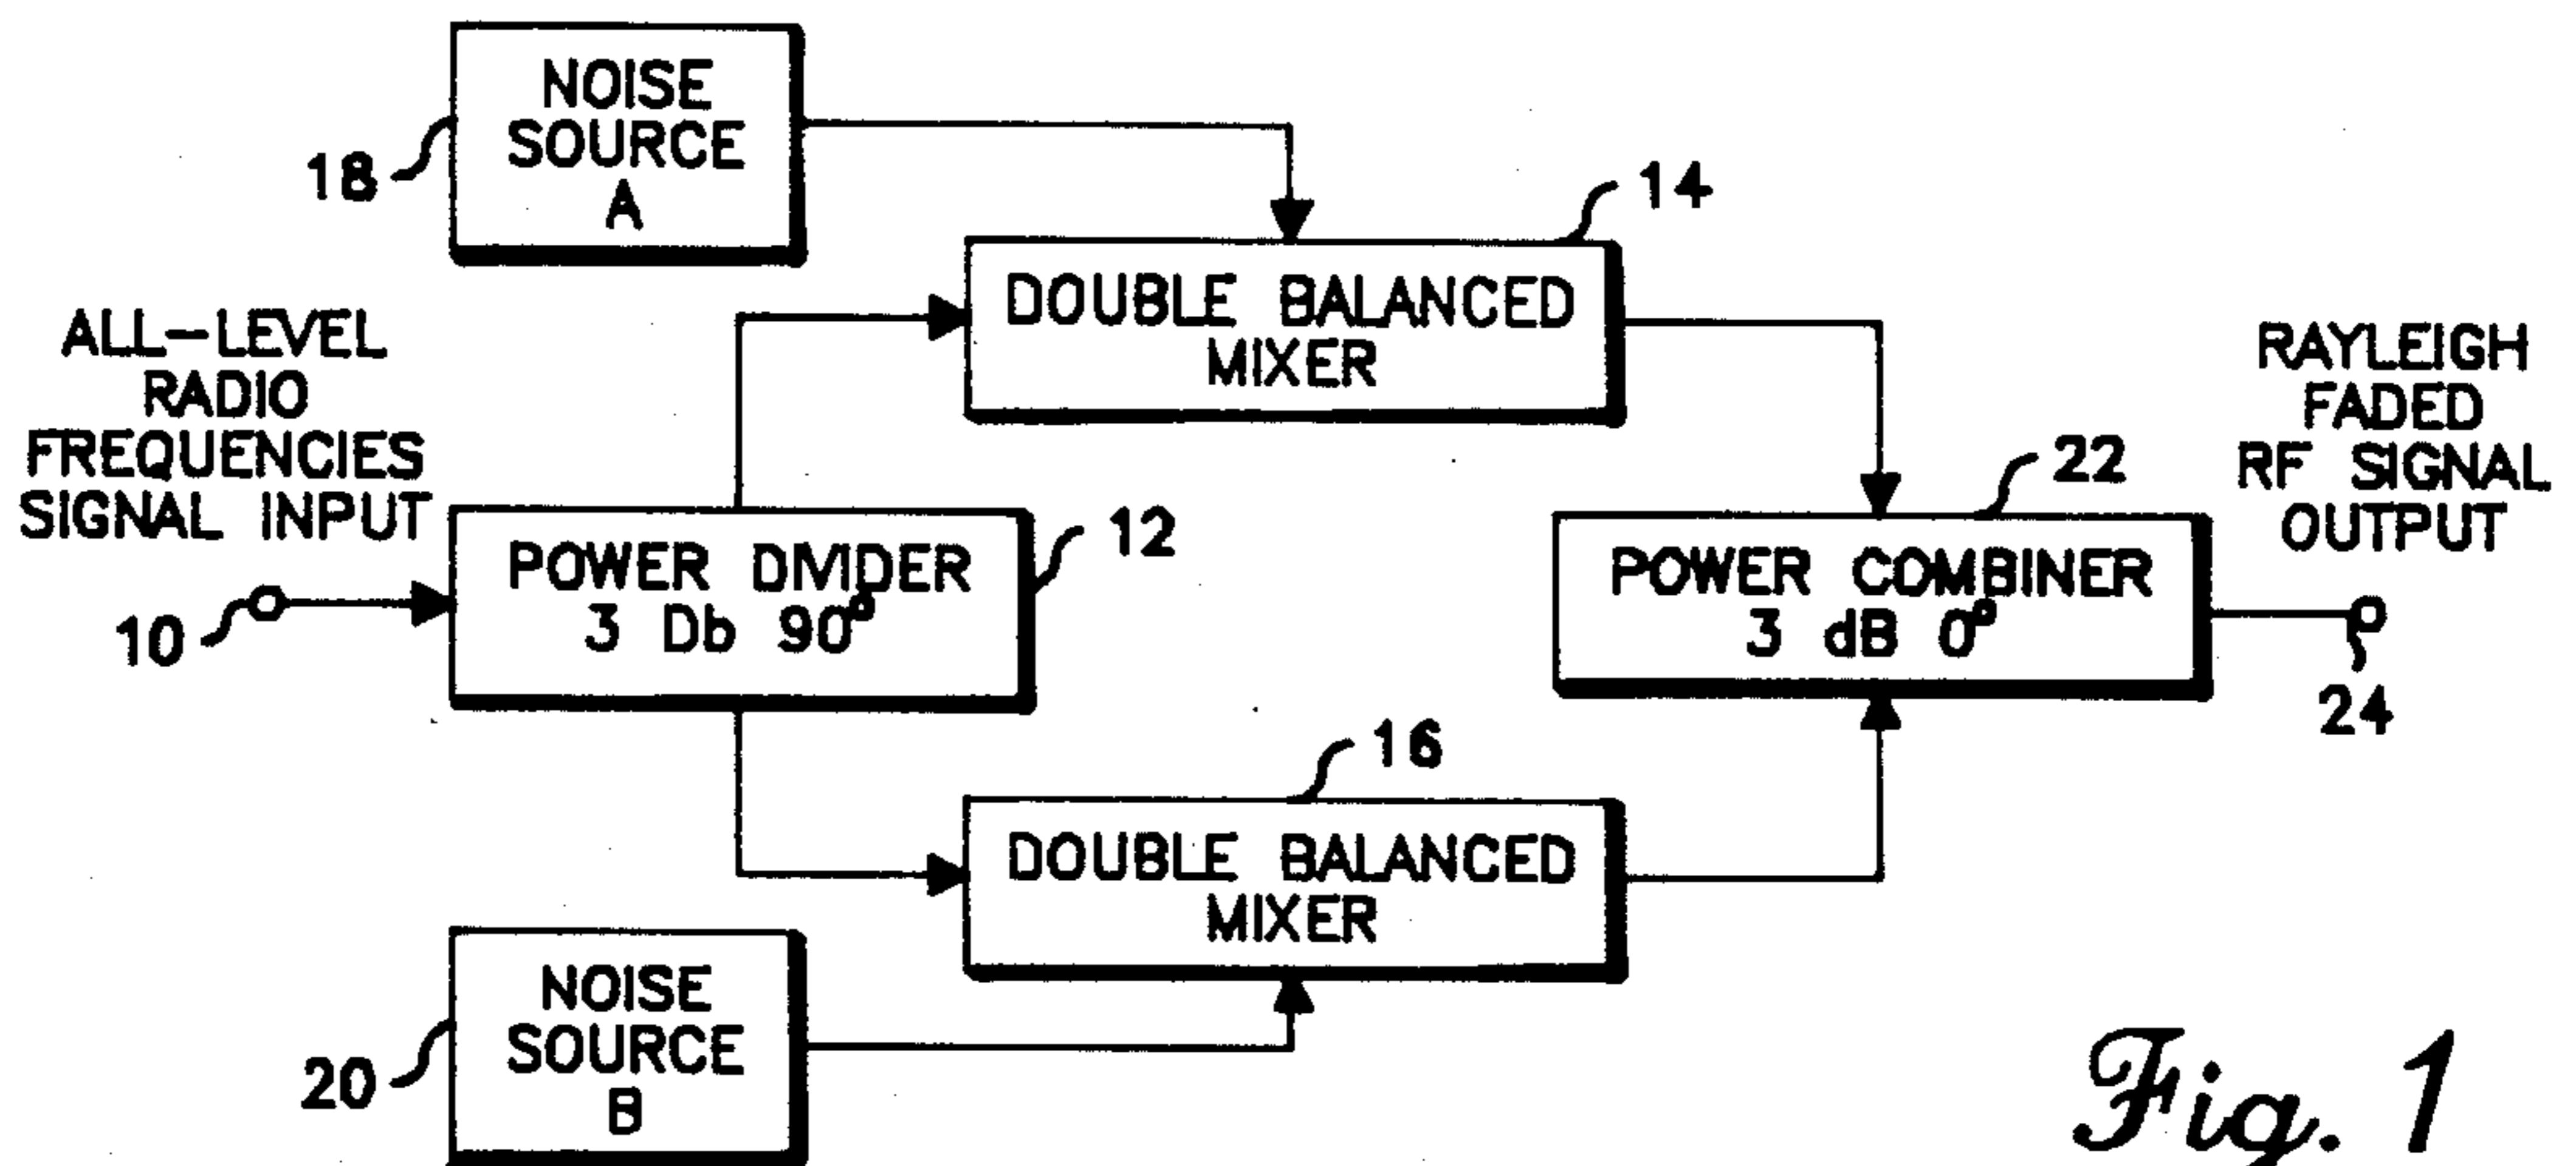 NOISE
SOURCE
A
18
14
DOUBLE BALANCED
MIXER
ALL-LEVEL
RADIO
FREQUENCIES
SIGNAL INPUT
10
POWER DIVIDER
3 Db 90°
12
22
POWER COMBINER
3 dB 0°
RAYLEIGH
FADED
RF SIGNAL
OUTPUT
24
16
DOUBLE BALANCED
MIXER
NOISE
SOURCE
B
20
Fig. 1